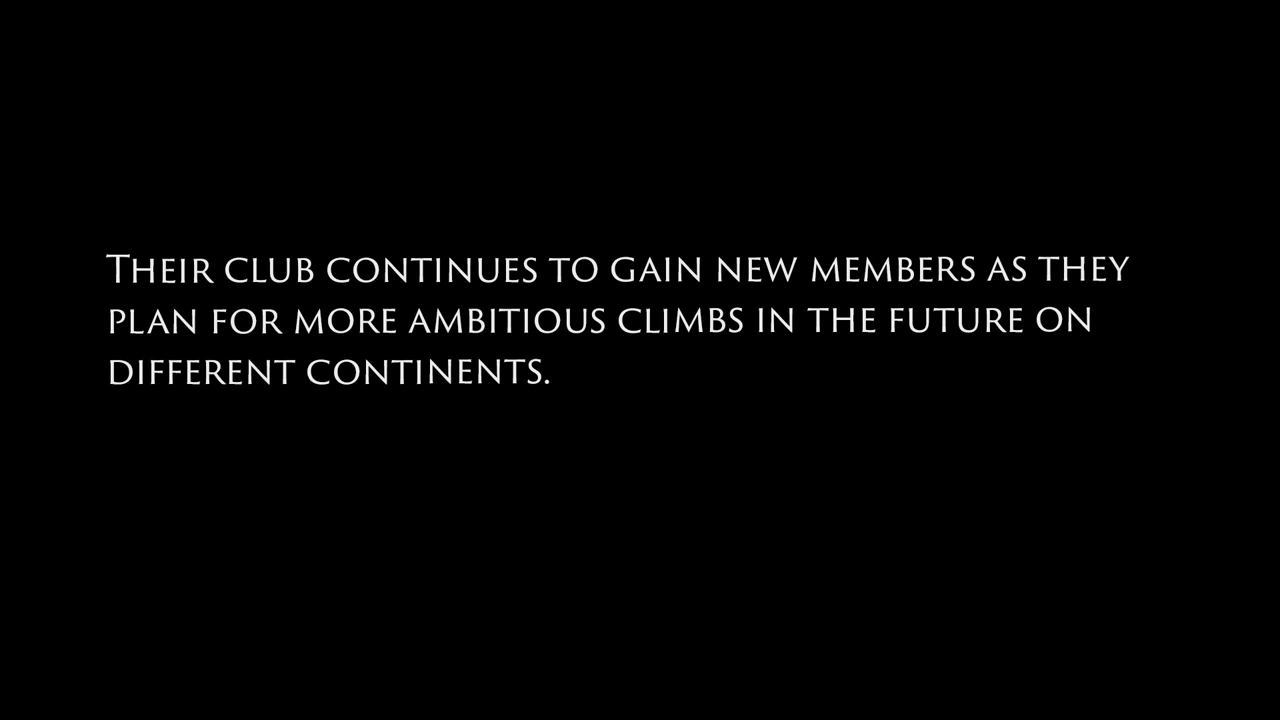 Their club continues to gain new members as they
plan for more ambitious climbs in the future on
different continents.